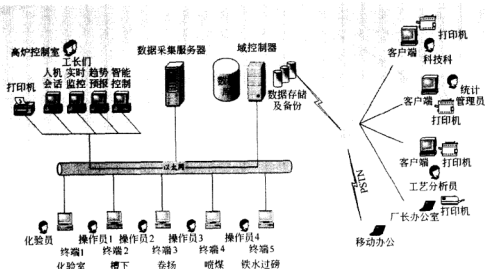 高炉控制室
工长们
人机 实时 趋势 智能
会话 监控 预报 控制
打印机
数据采集服务器
域控制器
数据存储
及备份
以太网
PSTN
打印机
客户端
科技科
客户端
统计
管理员
打印机
客户端 打印机
工艺分析员
厂长办公室 打印机
移动办公
化验员 操作员1 操作员2 操作员3 操作员4
终端1 终端2 终端3 终端4 终端5
化验室 槽下 卷扬 喷煤 铁水过磅